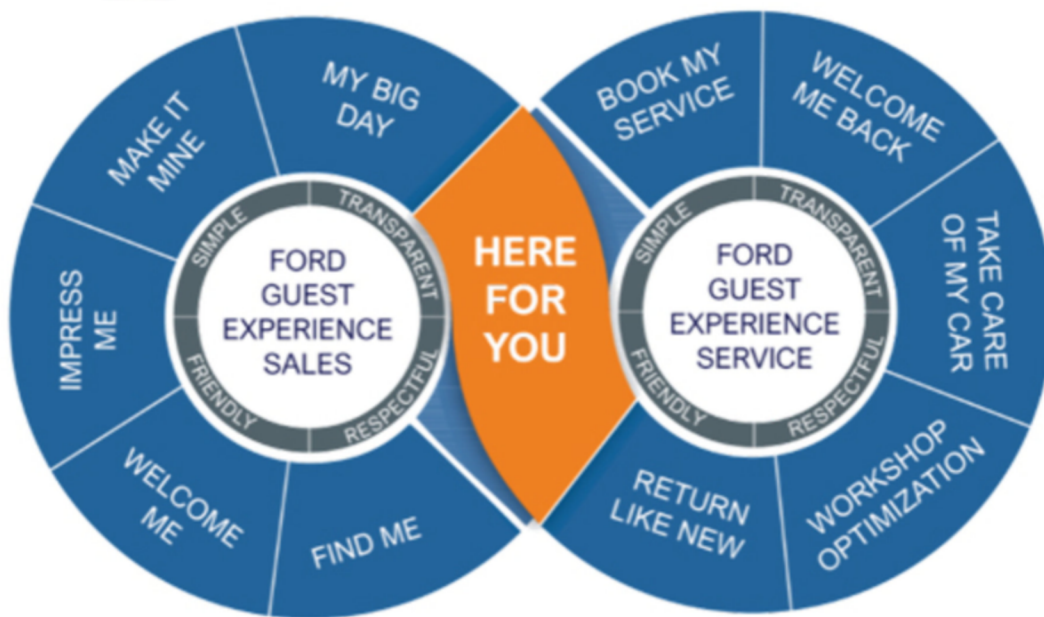 MY BIG
DAY
MAKE IT
MINE
IMPRESS
ME
WELCOME
ME
FIND ME
SIMPLE
TRANSPARENT
FRIENDLY
RESPECTFUL
FORD
GUEST
EXPERIENCE
SALES
HERE
FOR
YOU
BOOK MY
SERVICE
WELCOME
ME BACK
TAKE CARE
OF MY CAR
WORKSHOP
OPTIMIZATION
RETURN
LIKE NEW
SIMPLE
TRANSPARENT
FRIENDLY
RESPECTFUL
FORD
GUEST
EXPERIENCE
SERVICE